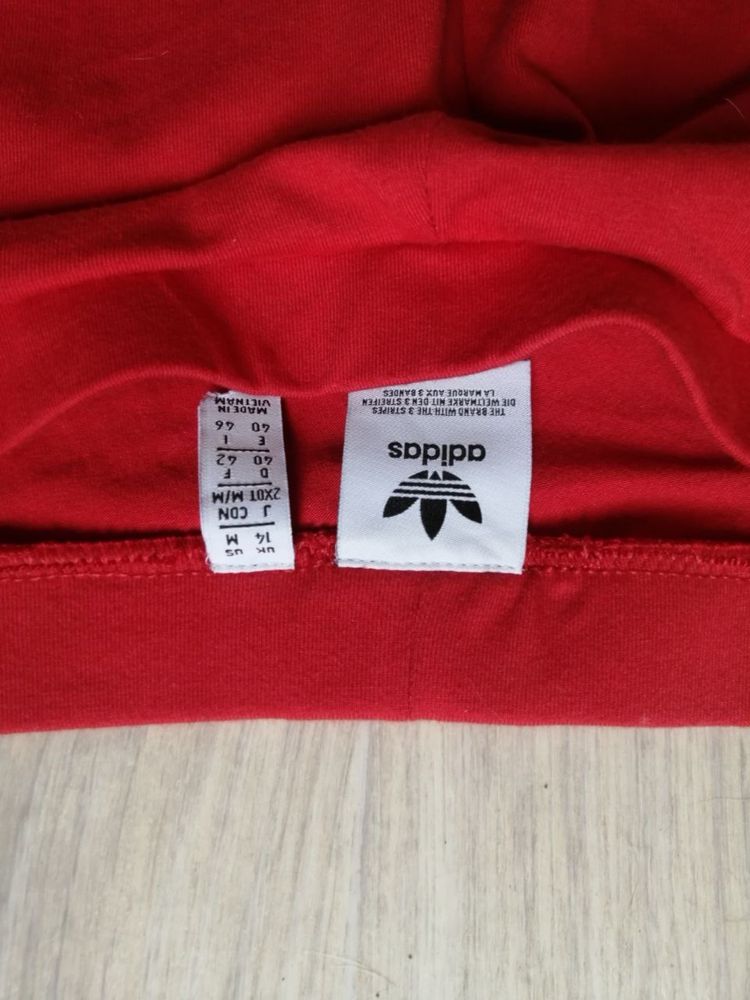 adidas
THE BRAND WITH THE 3 STRIPES
DIE WELTMARKE MIT DEN 3 STREIFEN
LA MARQUE AUX 3 BANDES
UK US
14 M
J CDN
2XOT M/M
D F
40 42
E I
40 46
MADE IN
VIETNAM